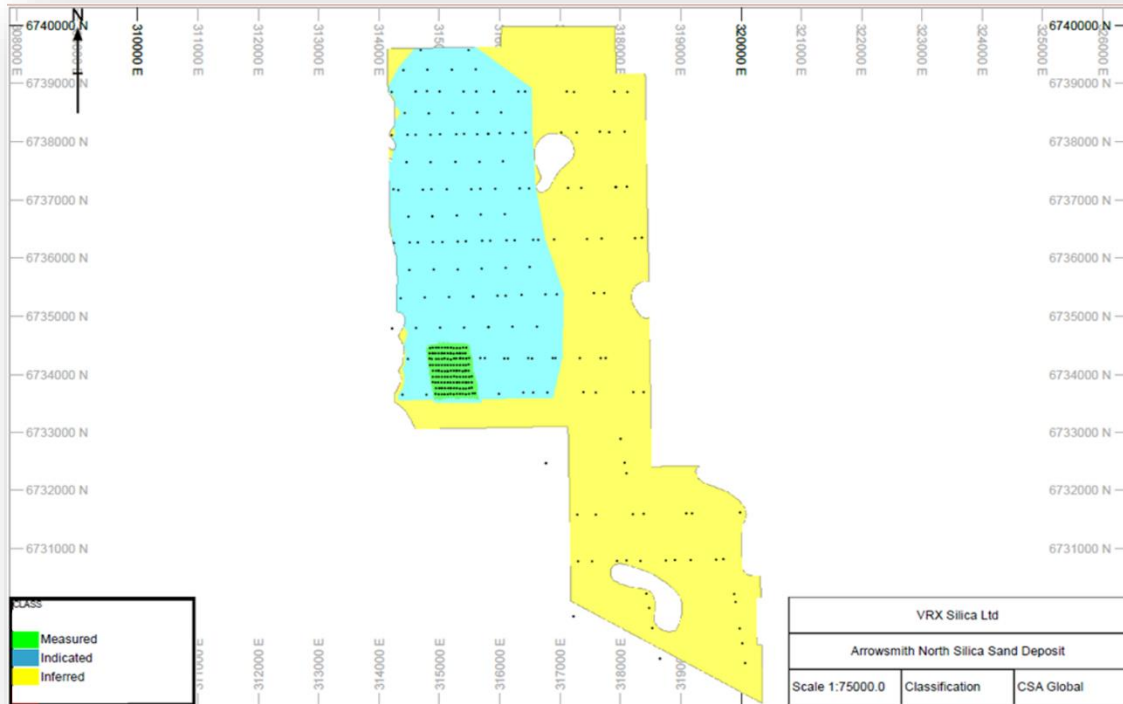 N
6740000 N
6740000 N
308000 E
310000 E
311000 E
312000 E
313000 E
314000 E
315000 E
318000 E
319000 E
320000 E
321000 E
322000 E
323000 E
324000 E
325000 E
6739000 N
6739000 N
6738000 N
6738000 N
6737000 N
6737000 N
6736000 N
6736000 N
6735000 N
6735000 N
6734000 N
6734000 N
6733000 N
6733000 N
6732000 N
6732000 N
6731000 N
6731000 N
311000 E
312000 E
313000 E
314000 E
315000 E
316000 E
317000 E
318000 E
CLASS
Measured
Indicated
Inferred
VRX Silica Ltd
Arrowsmith North Silica Sand Deposit
Scale 1:75000.0
Classification
CSA Global